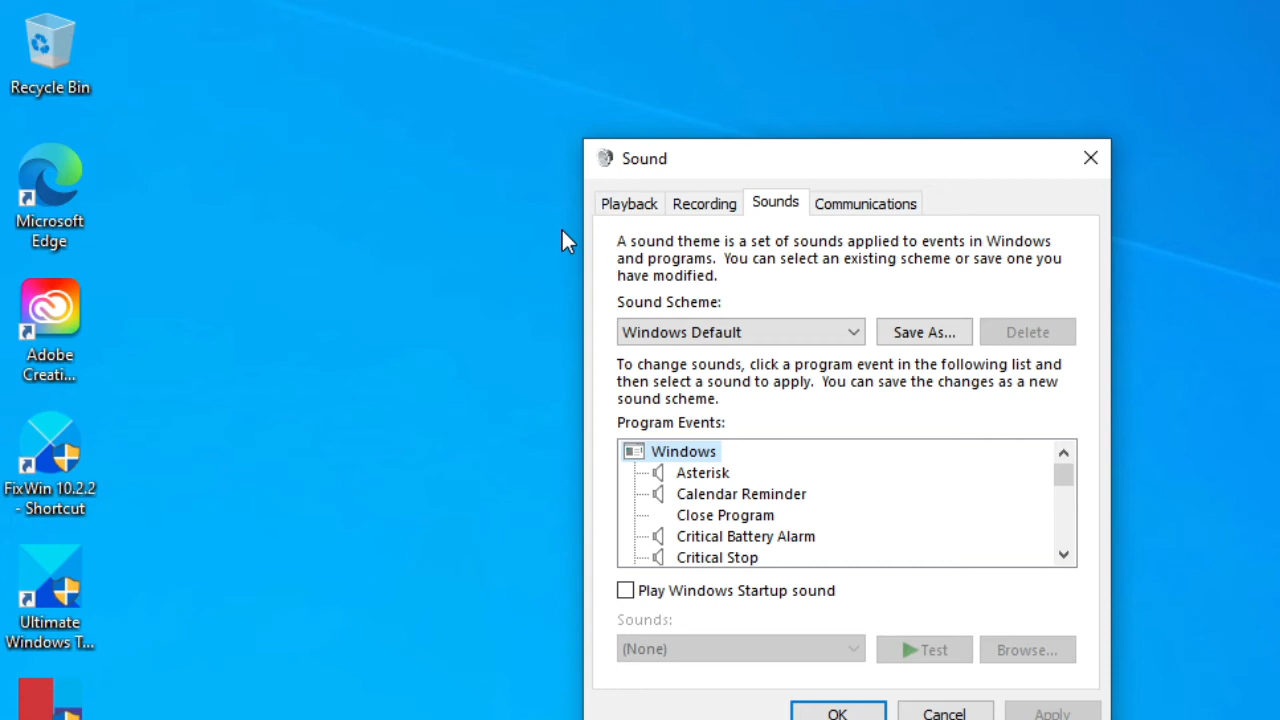 Recycle Bin
Microsoft
Edge
Adobe
Creati...
FixWin 10.2.2
- Shortcut
Ultimate
Windows T...
Sound
Playback
Recording
Sounds
Communications
A sound theme is a set of sounds applied to events in Windows
and programs. You can select an existing scheme or save one you
have modified.
Sound Scheme:
Windows Default
Save As...
Delete
To change sounds, click a program event in the following list and
then select a sound to apply. You can save the changes as a new
sound scheme.
Program Events:
Windows
Asterisk
Calendar Reminder
Close Program
Critical Battery Alarm
Critical Stop
Play Windows Startup sound
Sounds:
(None)
Test
Browse...
OK
Cancel
Apply